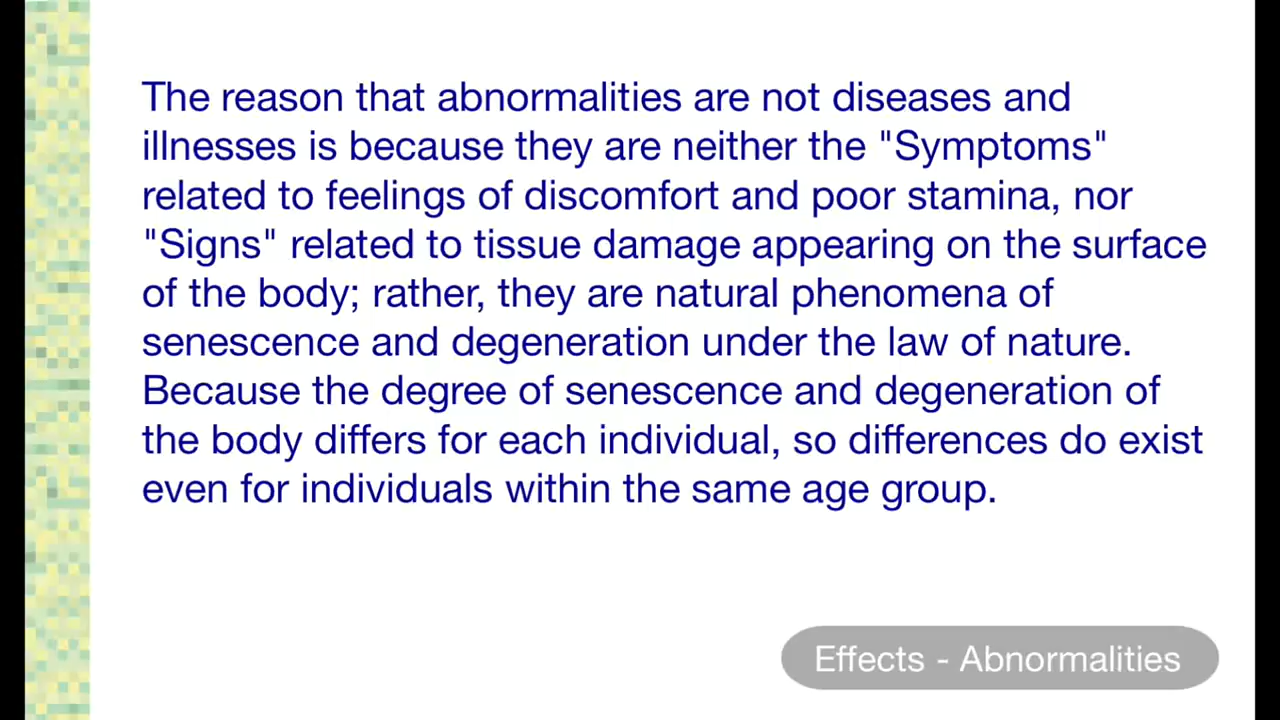 The reason that abnormalities are not diseases and
illnesses is because they are neither the "Symptoms"
related to feelings of discomfort and poor stamina, nor
"Signs" related to tissue damage appearing on the surface
of the body; rather, they are natural phenomena of
senescence and degeneration under the law of nature.
Because the degree of senescence and degeneration of
the body differs for each individual, so differences do exist
even for individuals within the same age group.
Effects - Abnormalities